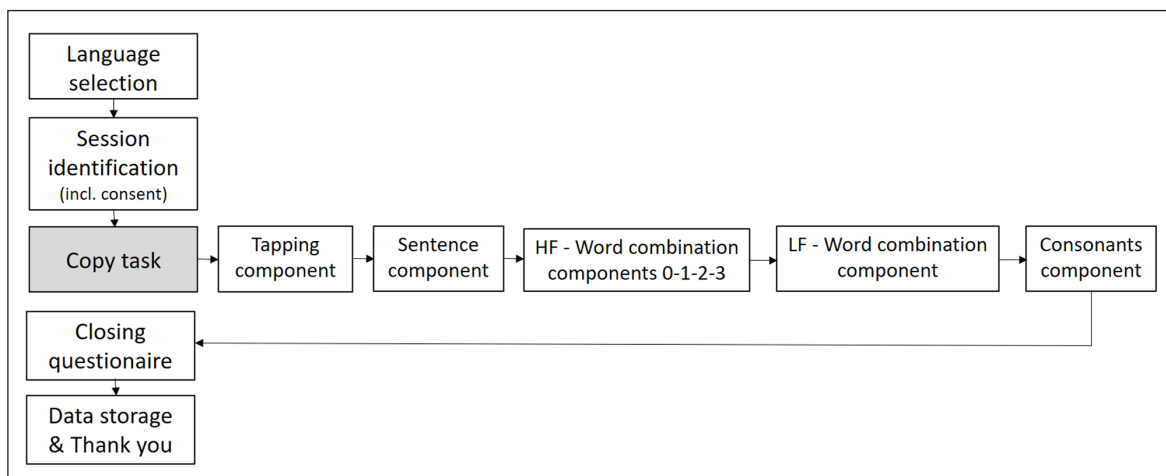 Language
selection
Session
identification
(incl. consent)
Copy task
Tapping
component
Sentence
component
HF - Word combination
components 0-1-2-3
LF - Word combination
component
Consonants
component
Closing
questionaire
Data storage
& Thank you